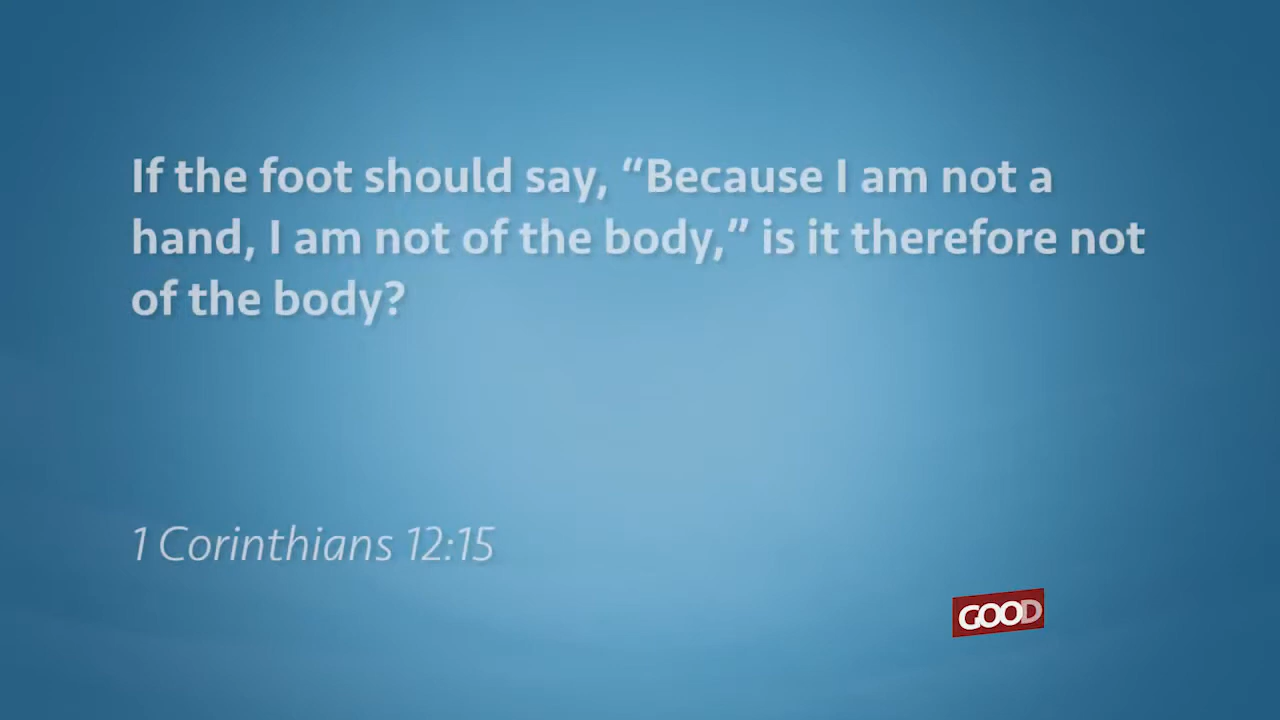 If the foot should say, “Because I am not a
hand, I am not of the body,” is it therefore not
of the body?
1 Corinthians 12:15
GOOD